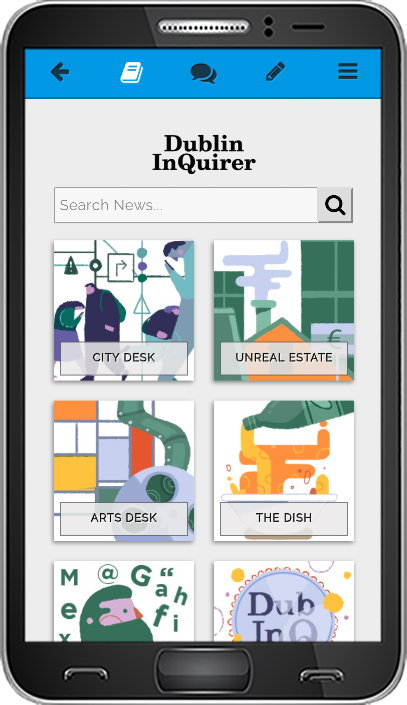 Dublin
InQuirer
Search News...
CITY DESK
€
UNREAL ESTATE
ARTS DESK
THE DISH
M @ G a “ h
e f i
x
Dub
InQ